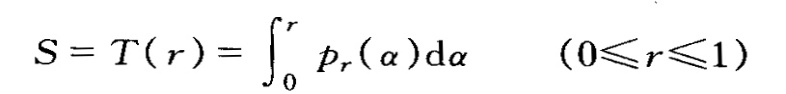 S = T(r) = ∫₀ʳ pᵣ(α)dα  (0≤r≤1)